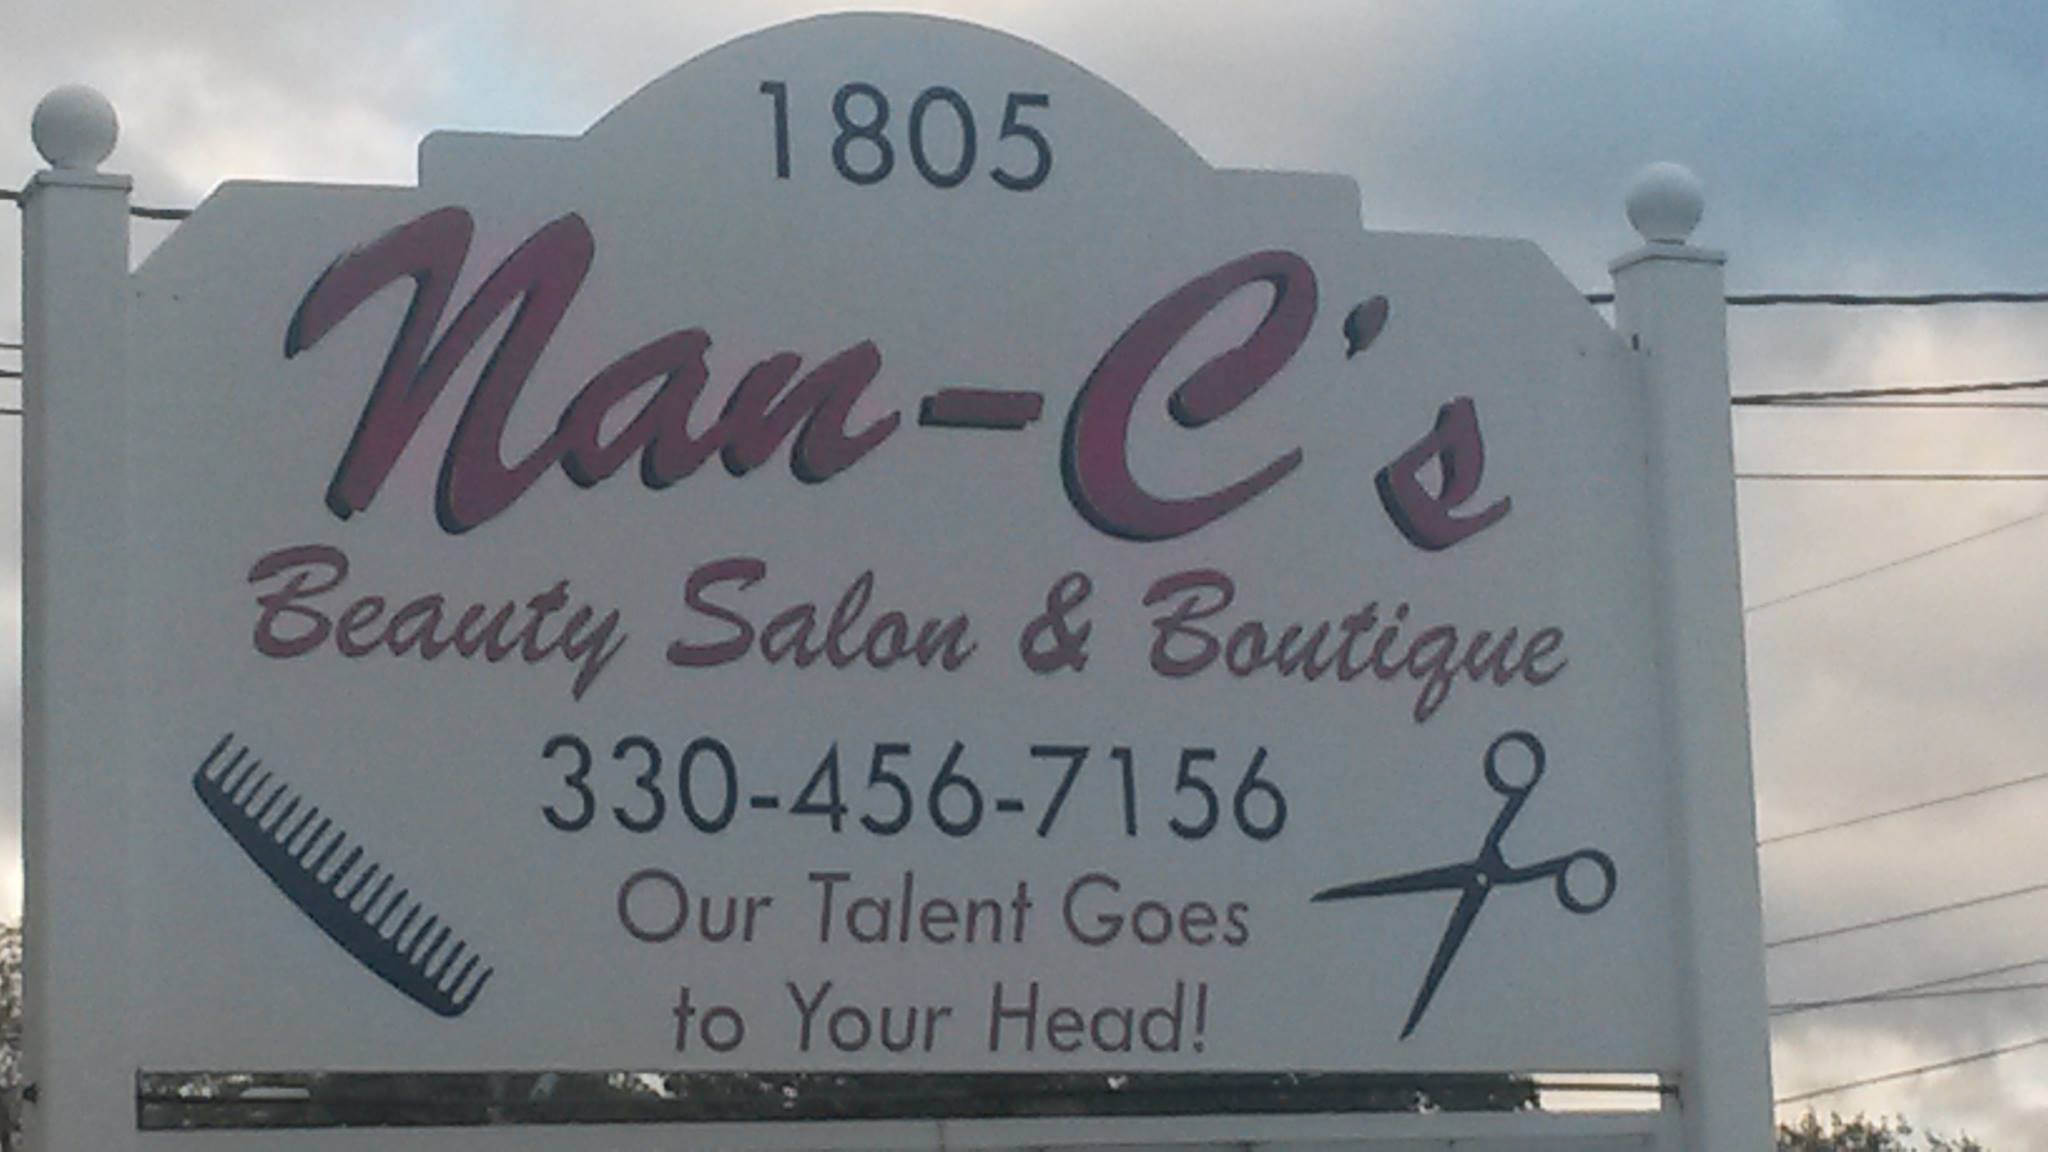 1805
Nan-C's
Beauty Salon & Boutique
330-456-7156
Our Talent Goes
to Your Head!